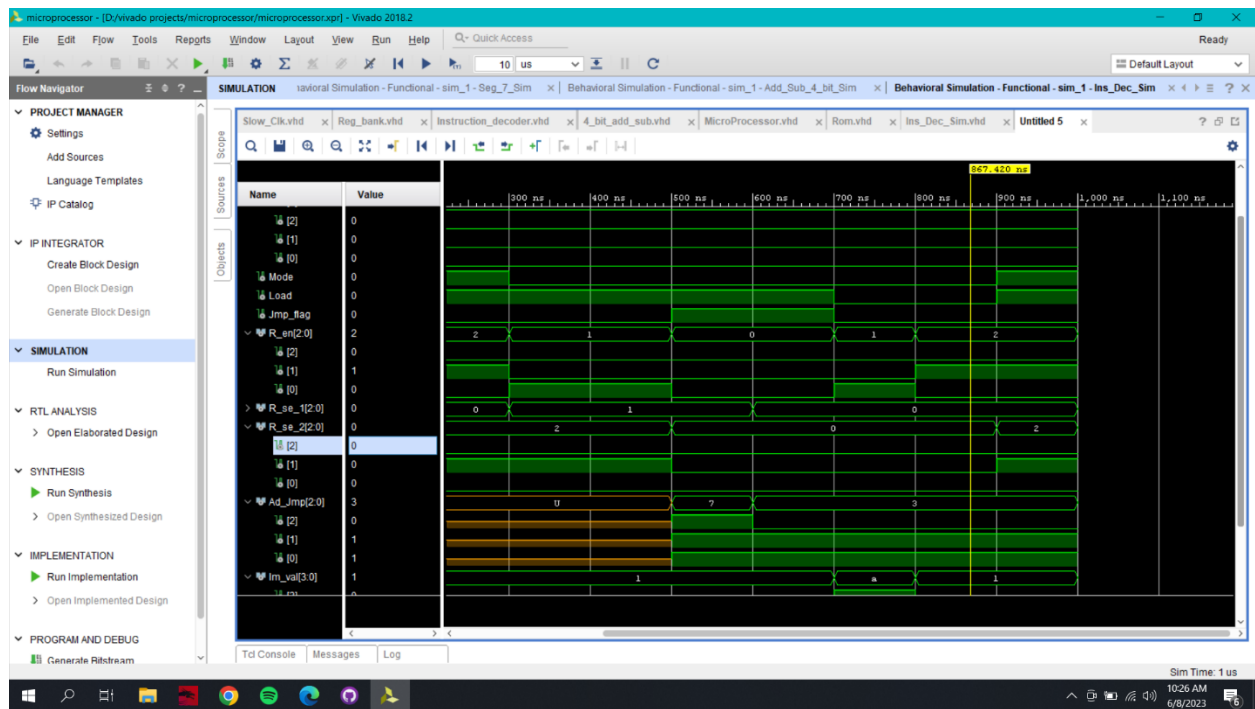 microprocessor - [D:/vivado projects/microprocessor/microprocessor.xpr] - Vivado 2018.2
File Edit Flow Tools Reports Window Layout View Run Help Q- Quick Access Ready
10 us Default Layout
Flow Navigator
PROJECT MANAGER
Settings
Add Sources
Language Templates
IP Catalog
IP INTEGRATOR
Create Block Design
Open Block Design
Generate Block Design
SIMULATION
Run Simulation
RTL ANALYSIS
Open Elaborated Design
SYNTHESIS
Run Synthesis
Open Synthesized Design
IMPLEMENTATION
Run Implementation
Open Implemented Design
PROGRAM AND DEBUG
Generate Bitstream
SIMULATION avioral Simulation - Functional - sim_1 - Seg_7_Sim Behavioral Simulation - Functional - sim_1 - Add_Sub_4_bit_Sim Behavioral Simulation - Functional - sim_1 - Ins_Dec_Sim
Scope
Sources
Objects
Slow_Clk.vhd Reg_bank.vhd Instruction_decoder.vhd 4_bit_add_sub.vhd MicroProcessor.vhd Rom.vhd Ins_Dec_Sim.vhd Untitled 5
867.420 ns
Name Value 300 ns 400 ns 500 ns 600 ns 700 ns 800 ns 900 ns 1,000 ns 1,100 ns
[2] 0
[1] 0
[0] 0
Mode 0
Load 0
Jmp_flag 0
R_en[2:0] 2 2 1 0 1 2
[2] 0
[1] 1
[0] 0
R_se_1[2:0] 0 0 1 0
R_se_2[2:0] 0 2 0 2
[2] 0
[1] 0
[0] 0
Ad_Jmp[2:0] 3 U 7 3
[2] 0
[1] 1
[0] 1
Im_val[3:0] 1 1 a 1
Tcl Console Messages Log
Sim Time: 1 us
10:26 AM
6/8/2023
6